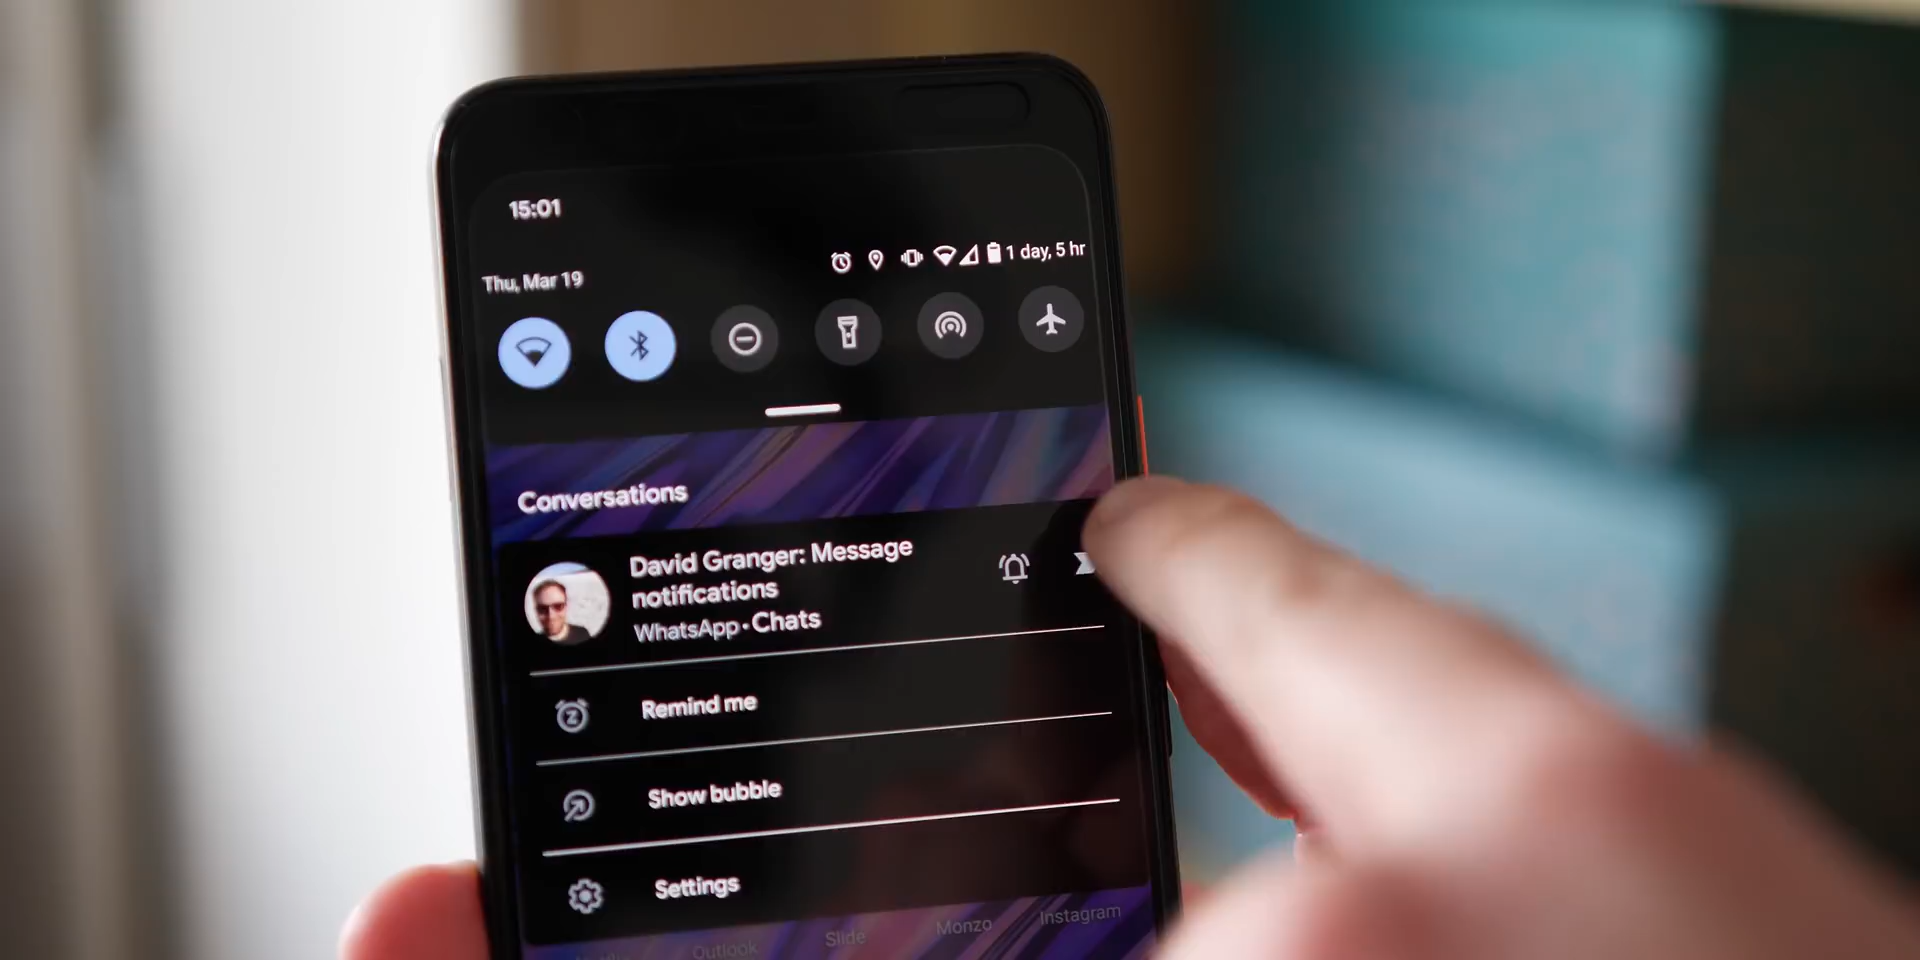 15:01
1 day, 5 hr
Thu, Mar 19
Conversations
David Granger: Message
notifications
WhatsApp • Chats
Remind me
Show bubble
Settings
Outlook Slide Monzo Instagram